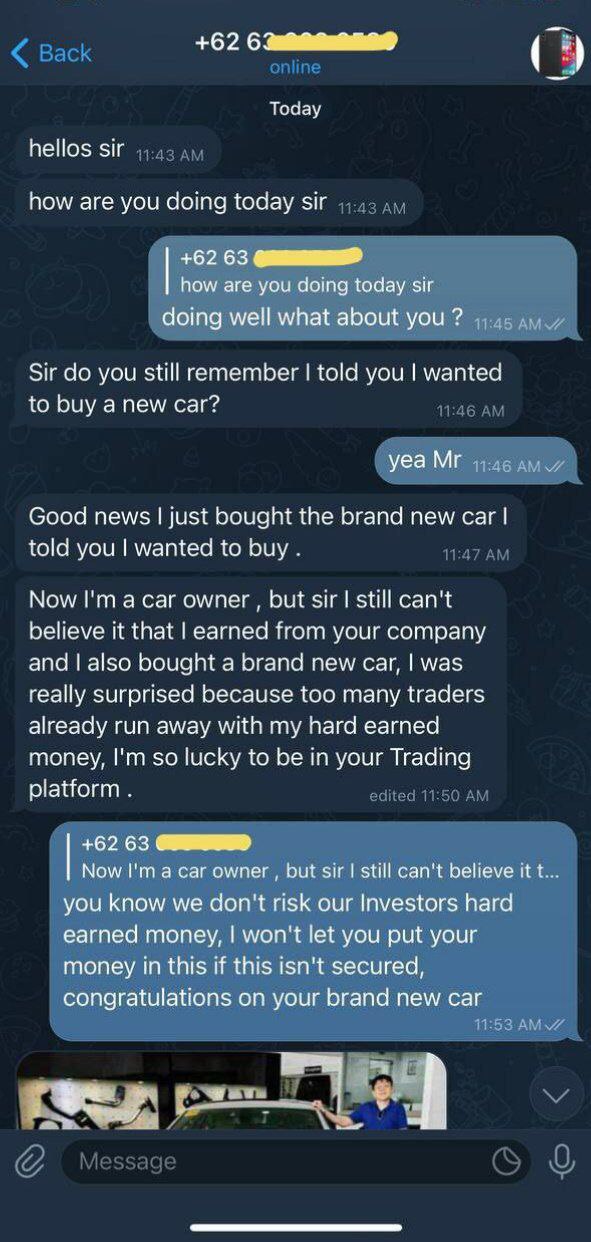 Back
+62 63
online
Today
hellos sir 11:43 AM
how are you doing today sir 11:43 AM
+62 63
how are you doing today sir
doing well what about you ? 11:45 AM
Sir do you still remember I told you I wanted
to buy a new car? 11:46 AM
yea Mr 11:46 AM
Good news I just bought the brand new car I
told you I wanted to buy . 11:47 AM
Now I'm a car owner , but sir I still can't
believe it that I earned from your company
and I also bought a brand new car, I was
really surprised because too many traders
already run away with my hard earned
money, I'm so lucky to be in your Trading
platform . edited 11:50 AM
+62 63
Now I'm a car owner , but sir I still can't believe it t...
you know we don't risk our Investors hard
earned money, I won't let you put your
money in this if this isn't secured,
congratulations on your brand new car
11:53 AM
Message